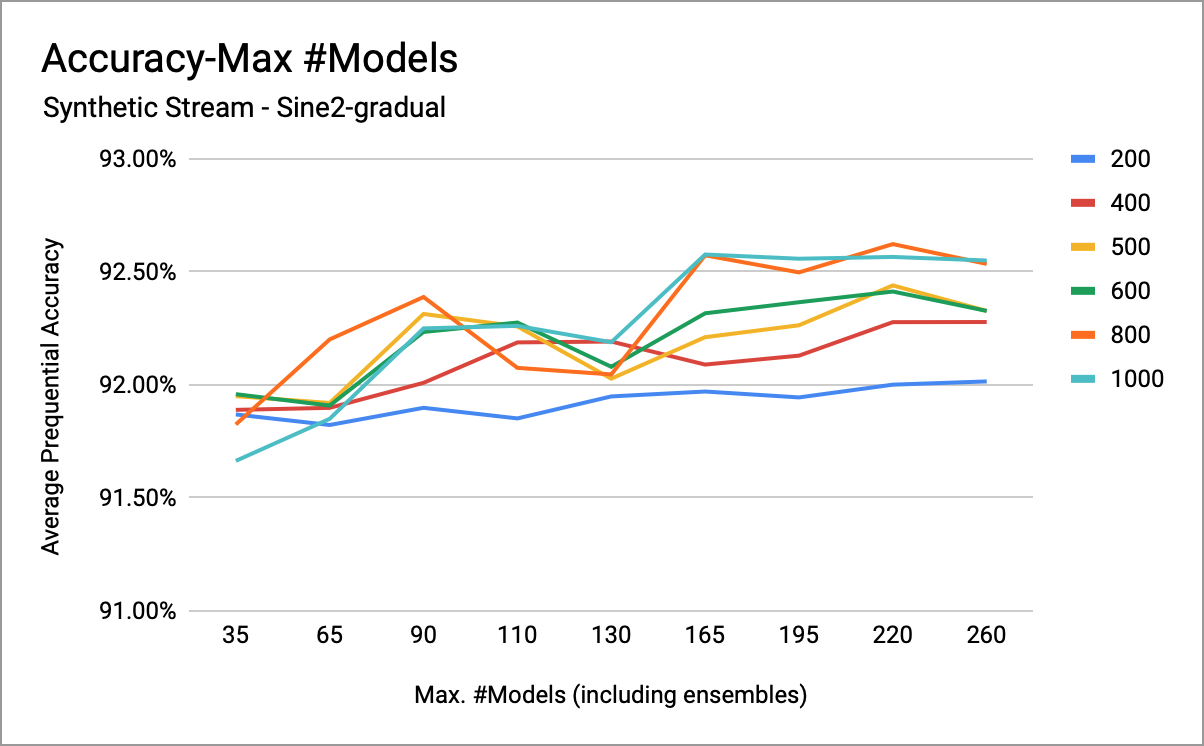 Accuracy-Max #Models
Synthetic Stream - Sine2-gradual
93.00%
92.50%
92.00%
91.50%
91.00%
Average Prequential Accuracy
35 65 90 110 130 165 195 220 260
Max. #Models (including ensembles)
200
400
500
600
800
1000